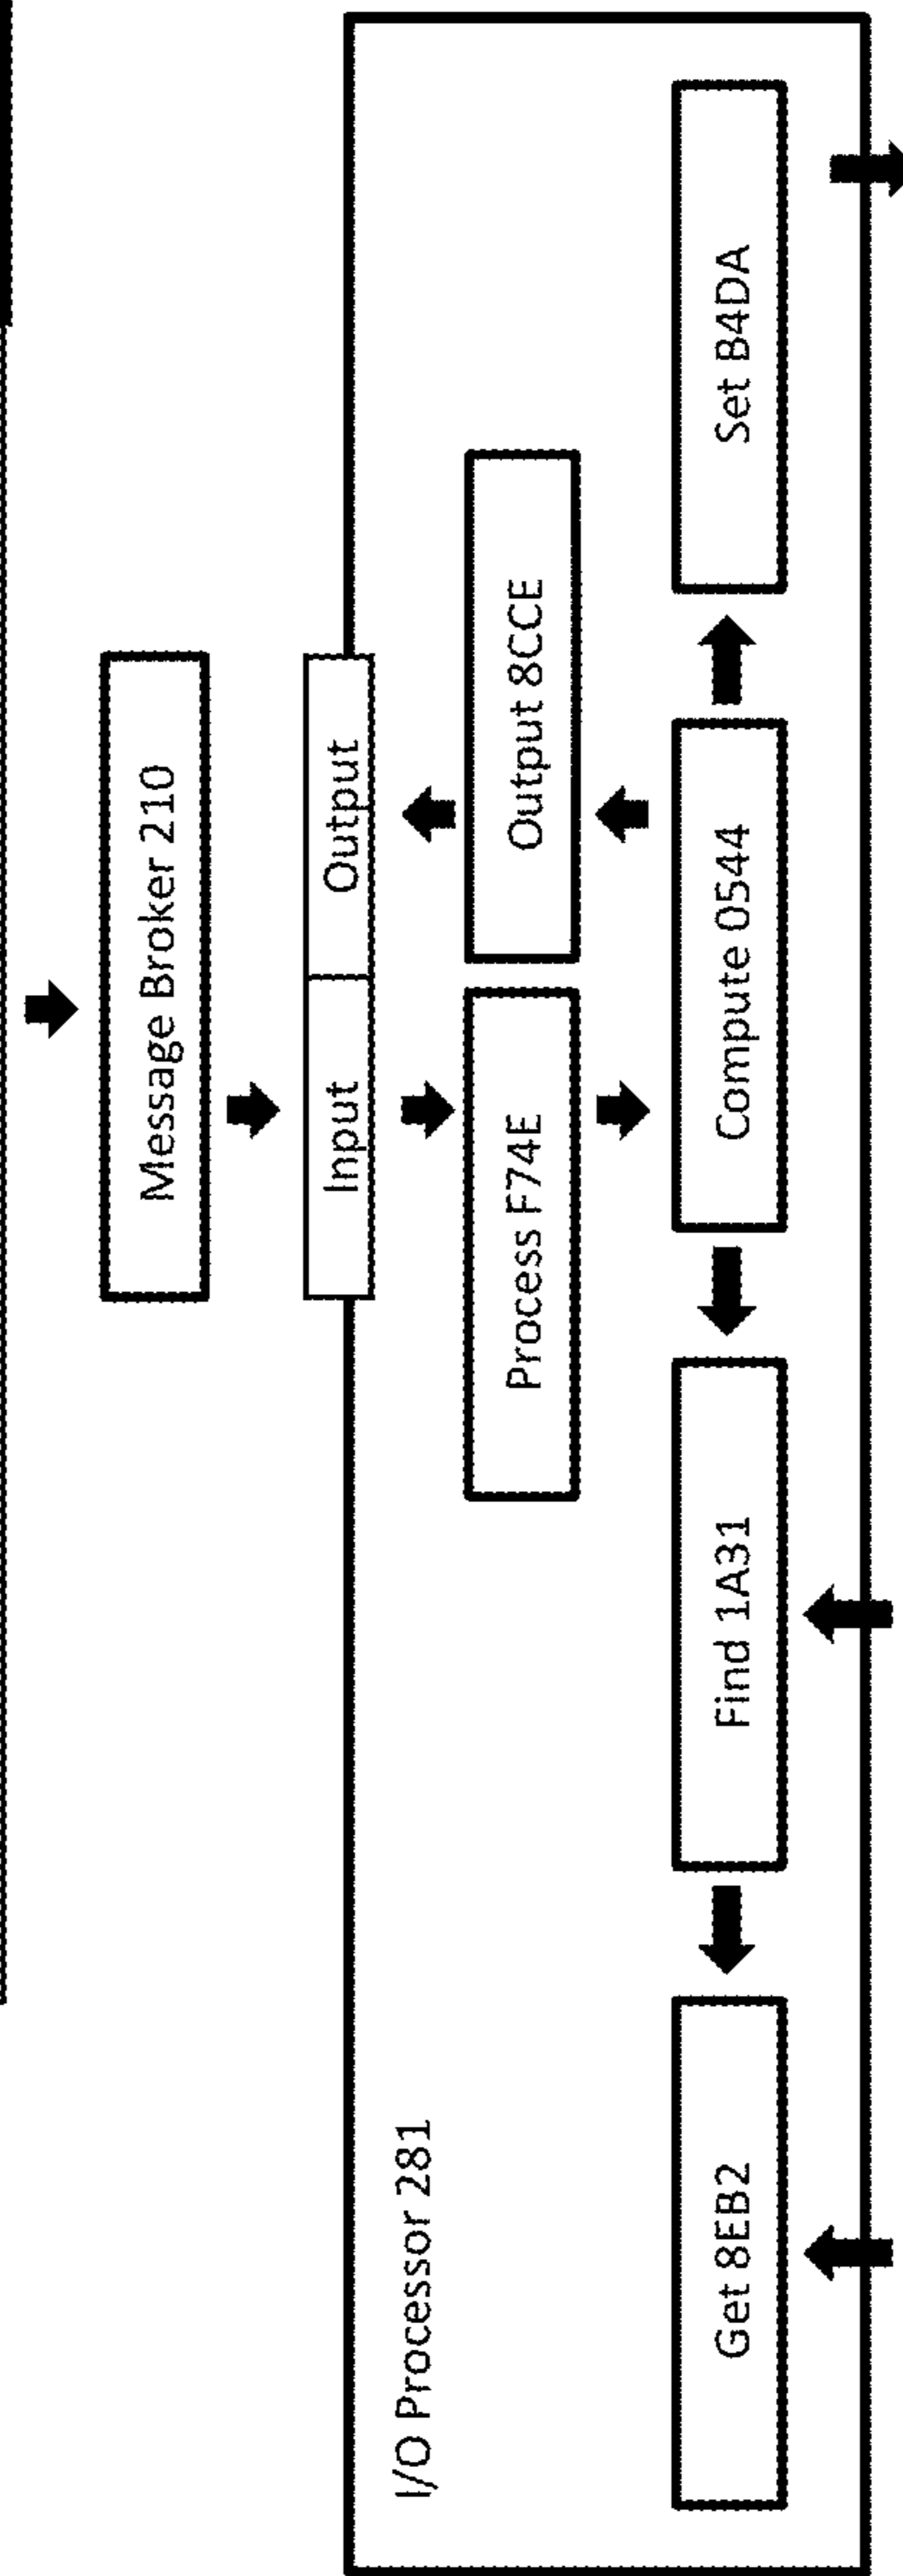 Message Broker 210
Input
Output
I/O Processor 281
Process F74E
Output 8CCE
Get 8EB2
Find 1A31
Compute 0544
Set B4DA